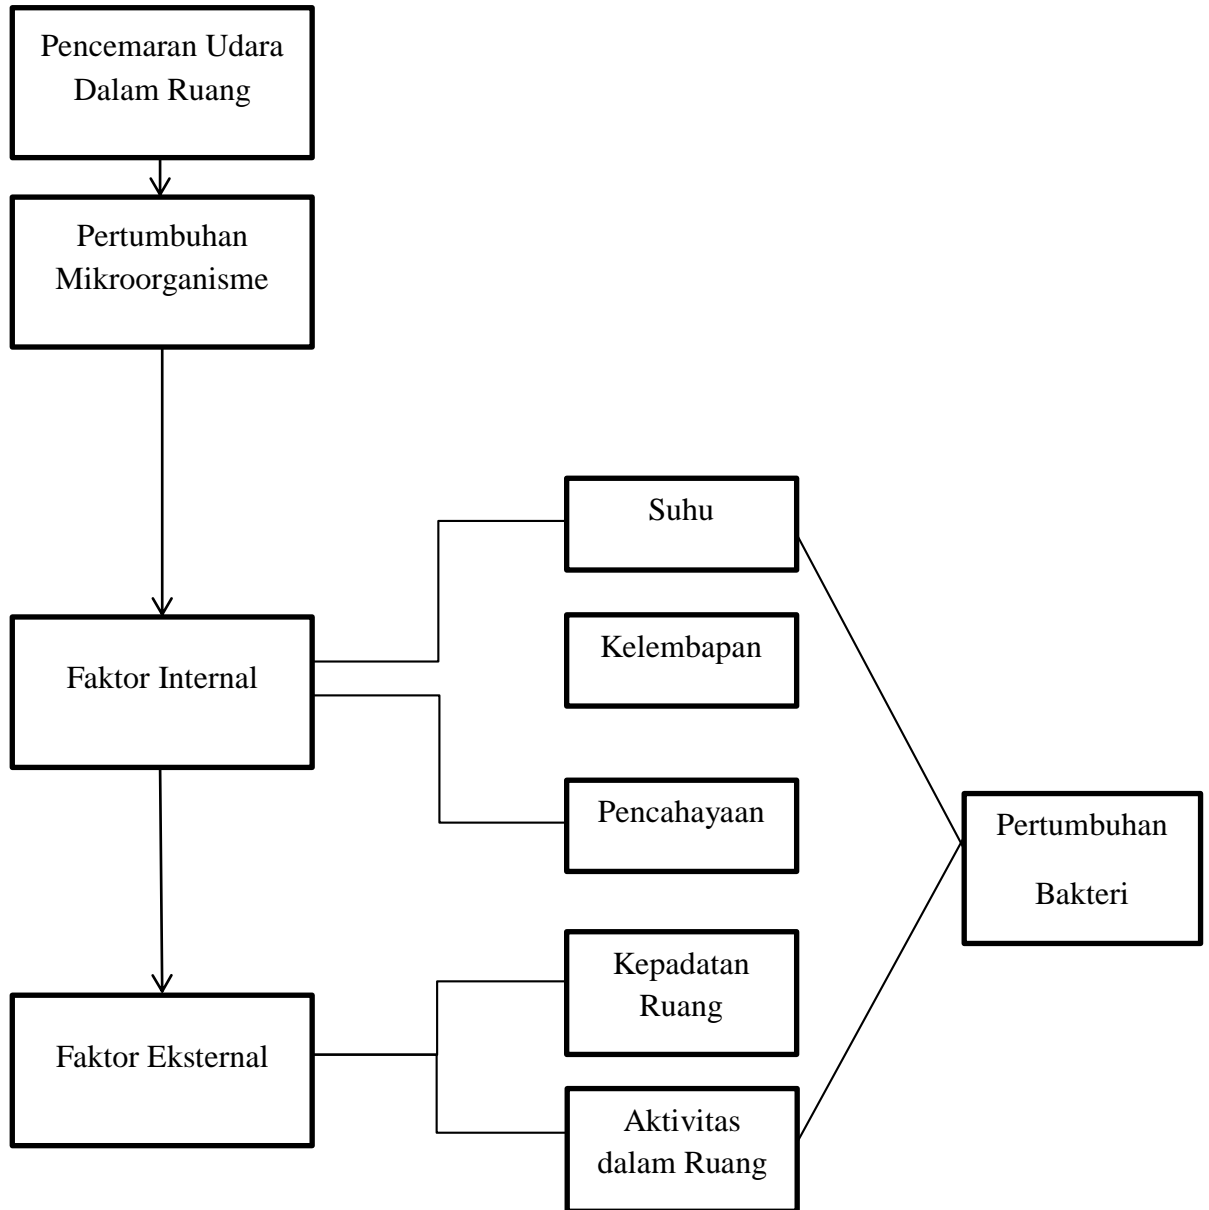 Pencemaran Udara
Dalam Ruang
Pertumbuhan
Mikroorganisme
Faktor Internal
Suhu
Kelembapan
Pencahayaan
Faktor Eksternal
Kepadatan
Ruang
Aktivitas
dalam Ruang
Pertumbuhan
Bakteri